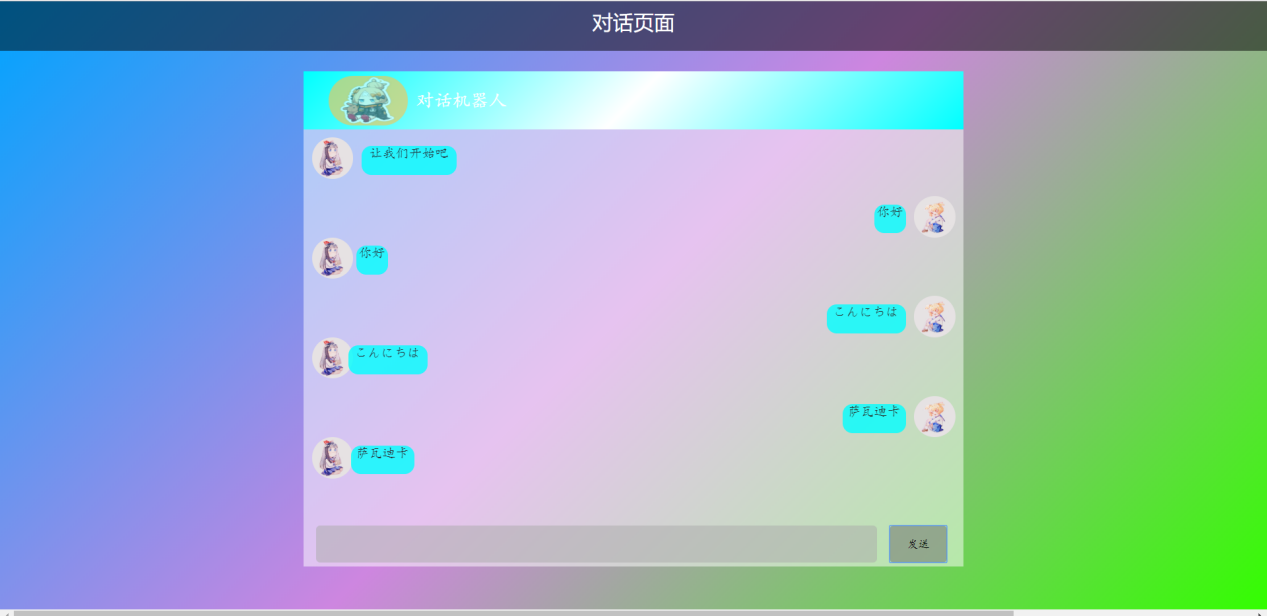 对话页面
对话机器人
让我们开始吧
你好
你好
こんにちは
こんにちは
萨瓦迪卡
萨瓦迪卡
发送